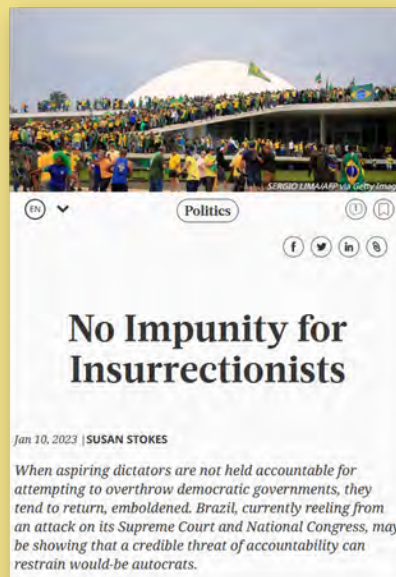 SERGIO LIMA/AFP via Getty Imag
EN
Politics
1
f
in
No Impunity for
Insurrectionists
Jan 10, 2023 | SUSAN STOKES
When aspiring dictators are not held accountable for
attempting to overthrow democratic governments, they
tend to return, emboldened. Brazil, currently reeling from
an attack on its Supreme Court and National Congress, may
be showing that a credible threat of accountability can
restrain would-be autocrats.